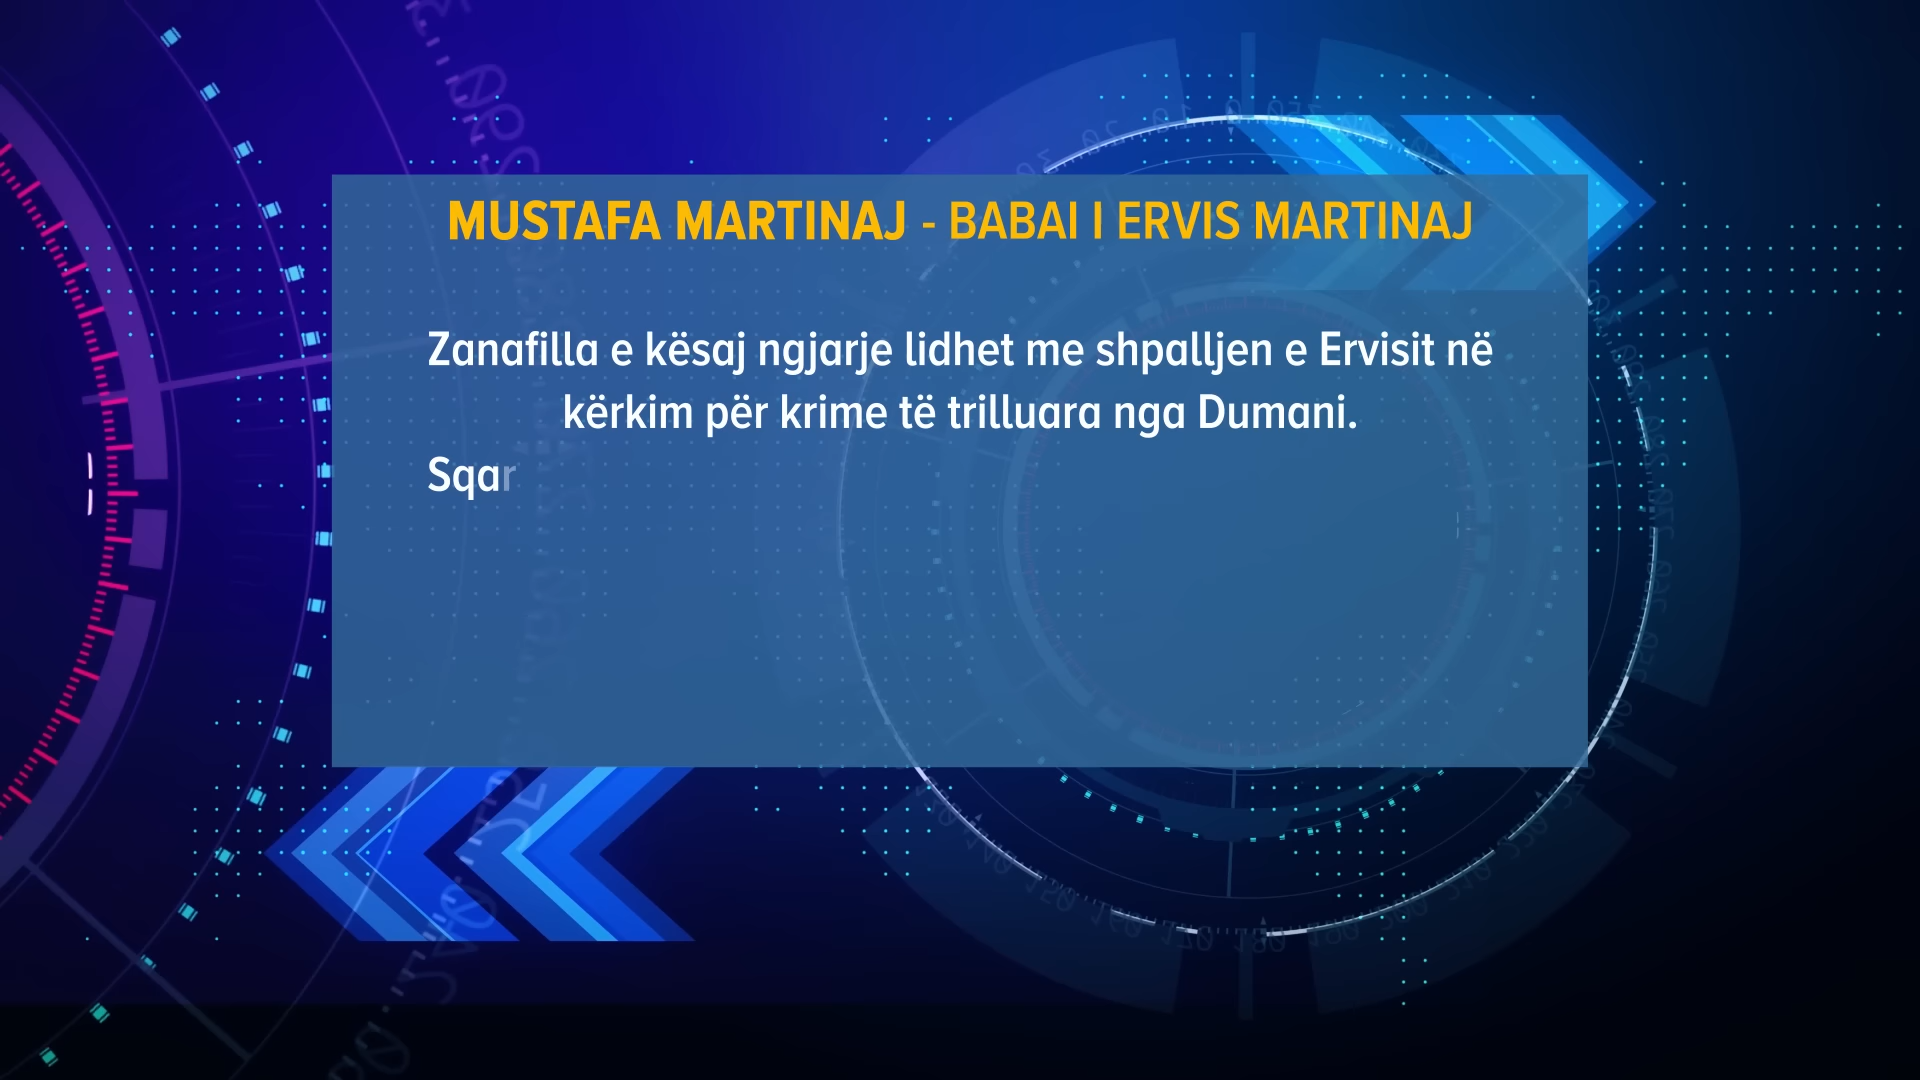 MUSTAFA MARTINAJ - BABAI I ERVIS MARTINAJ
Zanafilla e kësaj ngjarje lidhet me shpalljen e Ervisit në
kërkim për krime të trilluara nga Dumani.
Sqar